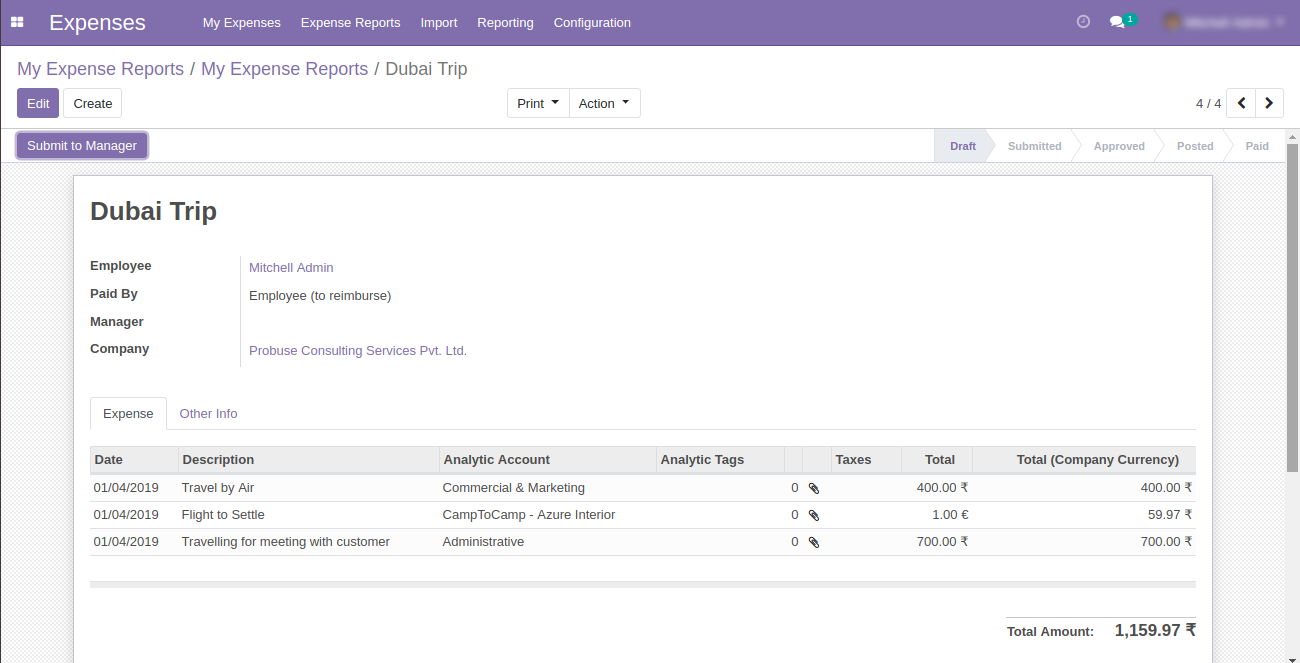 Expenses My Expenses Expense Reports Import Reporting Configuration 1
My Expense Reports / My Expense Reports / Dubai Trip
Edit Create Print Action 4 / 4
Submit to Manager Draft Submitted Approved Posted Paid
Dubai Trip
Employee Mitchell Admin
Paid By Employee (to reimburse)
Manager
Company Probuse Consulting Services Pvt. Ltd.
Expense Other Info
Date Description Analytic Account Analytic Tags Taxes Total Total (Company Currency)
01/04/2019 Travel by Air Commercial & Marketing 0 400.00 ₹ 400.00 ₹
01/04/2019 Flight to Settle CampToCamp - Azure Interior 0 1.00 € 59.97 ₹
01/04/2019 Travelling for meeting with customer Administrative 0 700.00 ₹ 700.00 ₹
Total Amount: 1,159.97 ₹